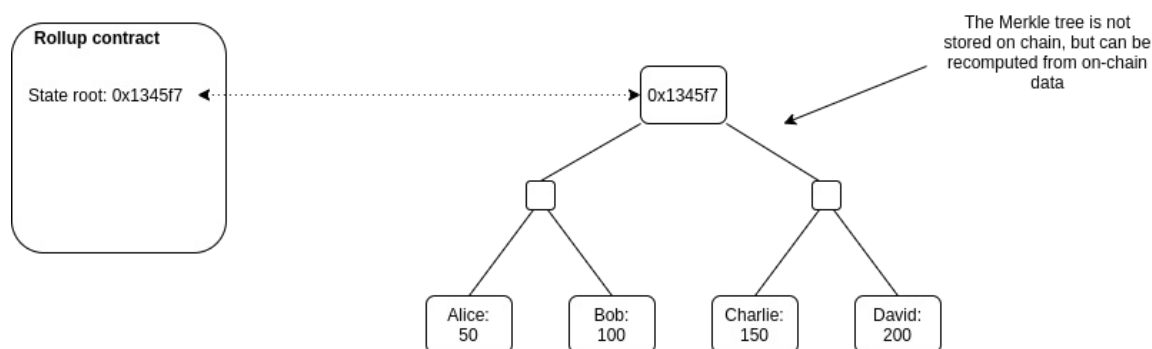 Rollup contract
State root: 0x1345f7
0x1345f7
The Merkle tree is not
stored on chain, but can be
recomputed from on-chain
data
Alice:
50
Bob:
100
Charlie:
150
David:
200